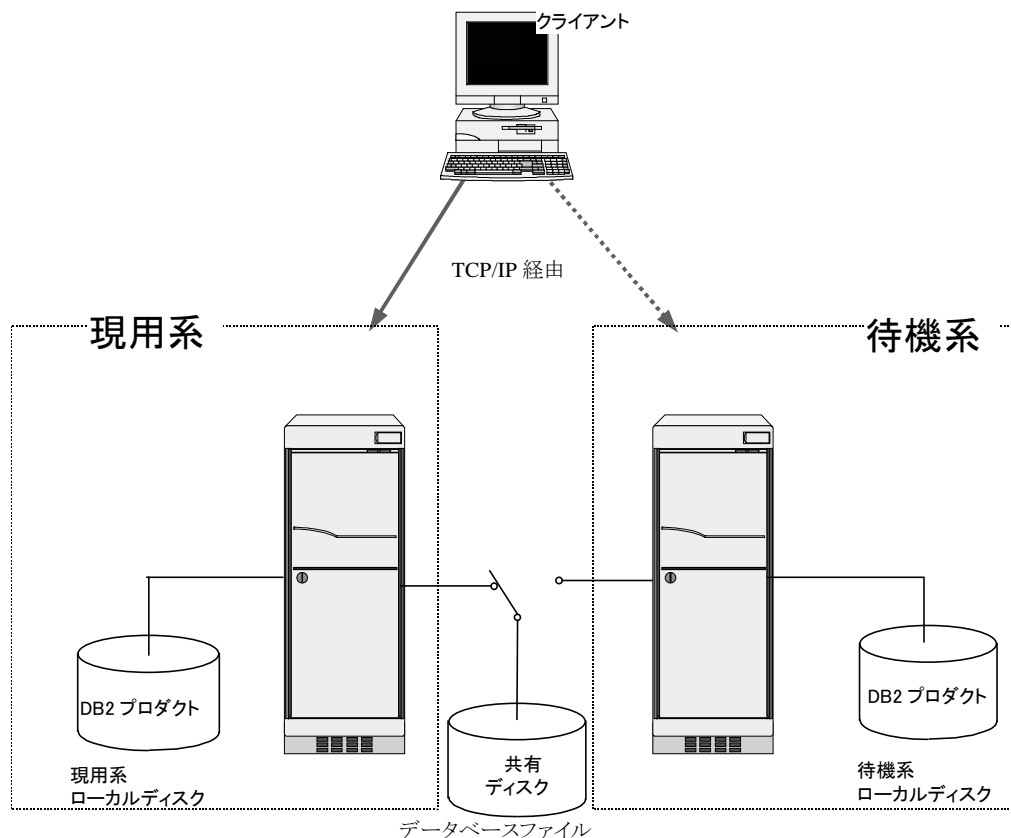 クライアント
TCP/IP 経由
現用系
待機系
DB2 プロダクト
DB2 プロダクト
現用系
ローカルディスク
共有
ディスク
待機系
ローカルディスク
データベースファイル